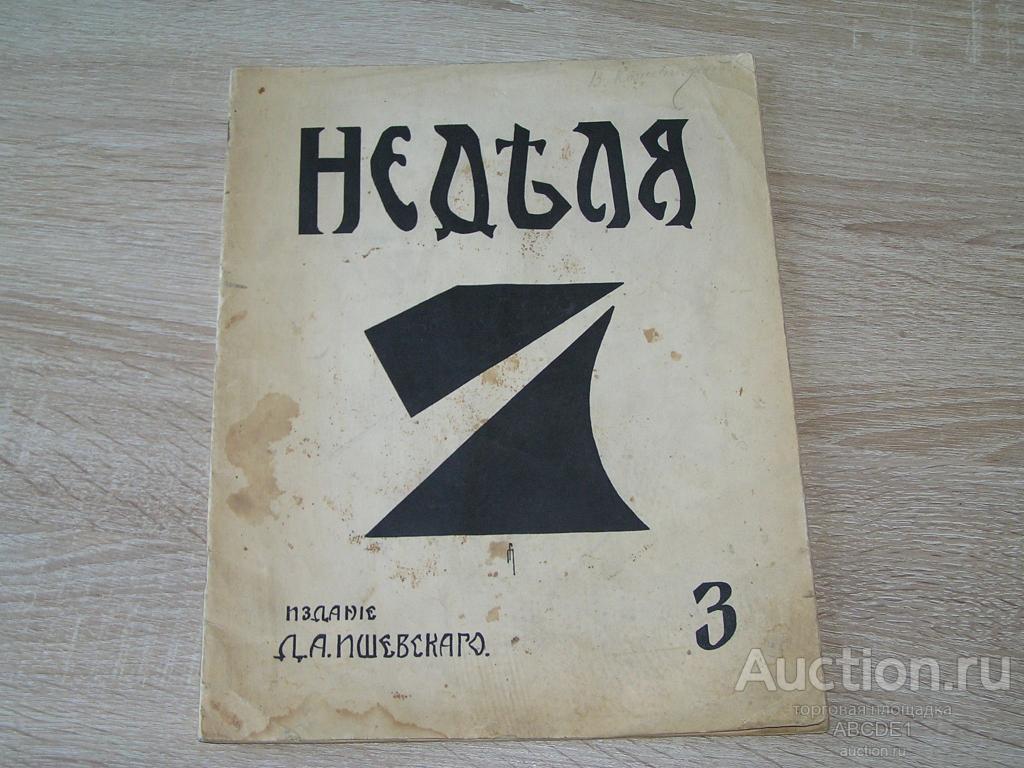 НЕДѢЛЯ
ИЗДАНІЕ
Д.А.ИШЕВСКАГО.
3
Auction.ru
торговая площадка
ABCDE1
auction.ru